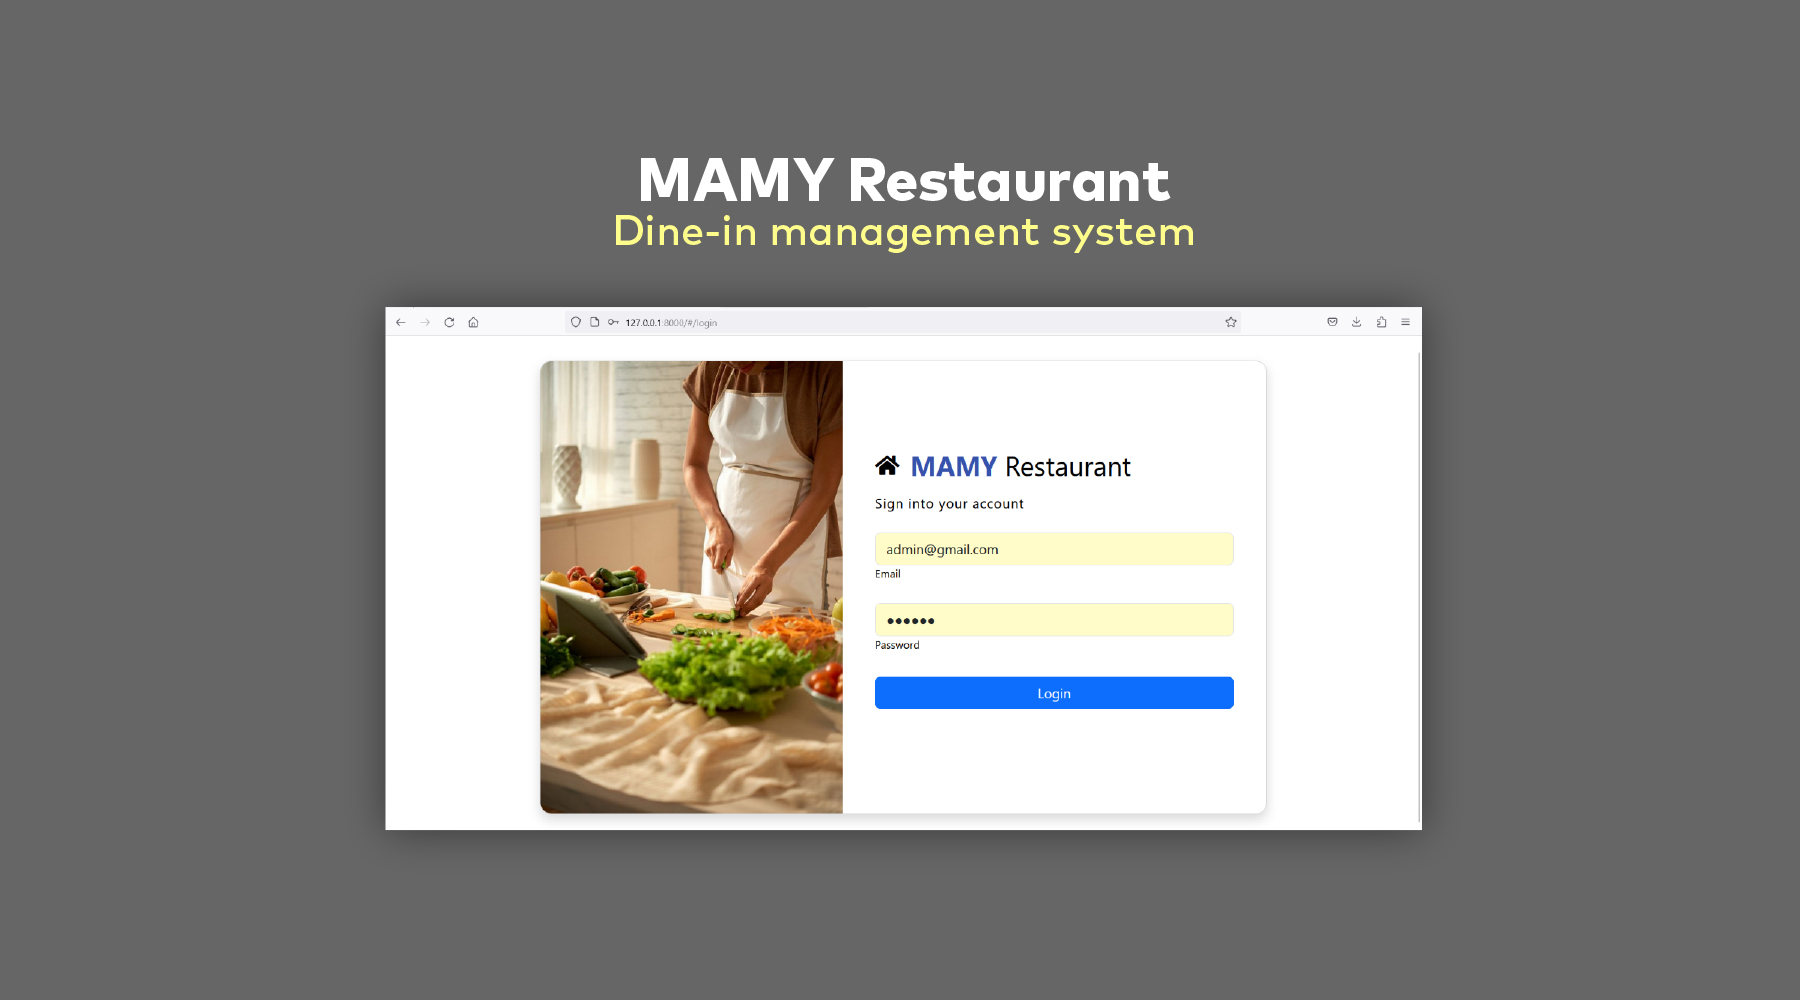 MAMY Restaurant
Dine-in management system
127.0.0.1:8000/#/login
MAMY Restaurant
Sign into your account
admin@gmail.com
Email
●●●●●●
Password
Login